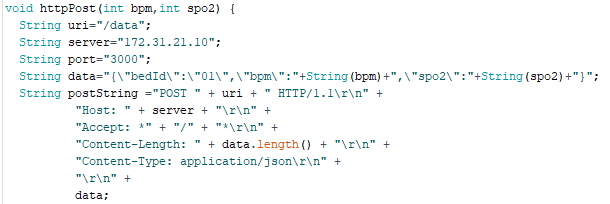 void httpPost(int bpm,int spo2) {
  String uri="/data";
  String server="172.31.21.10";
  String port="3000";
  String data="{\"bedId\":\"01\",\"bpm\":"+String(bpm)+",\"spo2\":"+String(spo2)+"}";
  String postString ="POST " + uri + " HTTP/1.1\r\n" +
          "Host: " + server + "\r\n" +
          "Accept: *" + "/" + "*\r\n" +
          "Content-Length: " + data.length() + "\r\n" +
          "Content-Type: application/json\r\n" +
          "\r\n" +
          data;